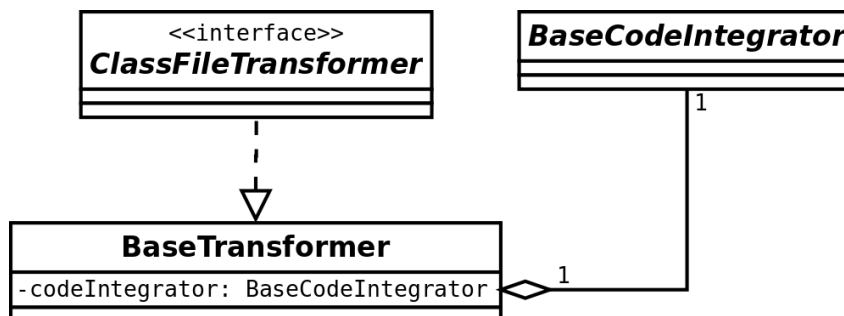 <<interface>>
ClassFileTransformer
BaseCodeIntegrator
1
BaseTransformer
-codeIntegrator: BaseCodeIntegrator
1